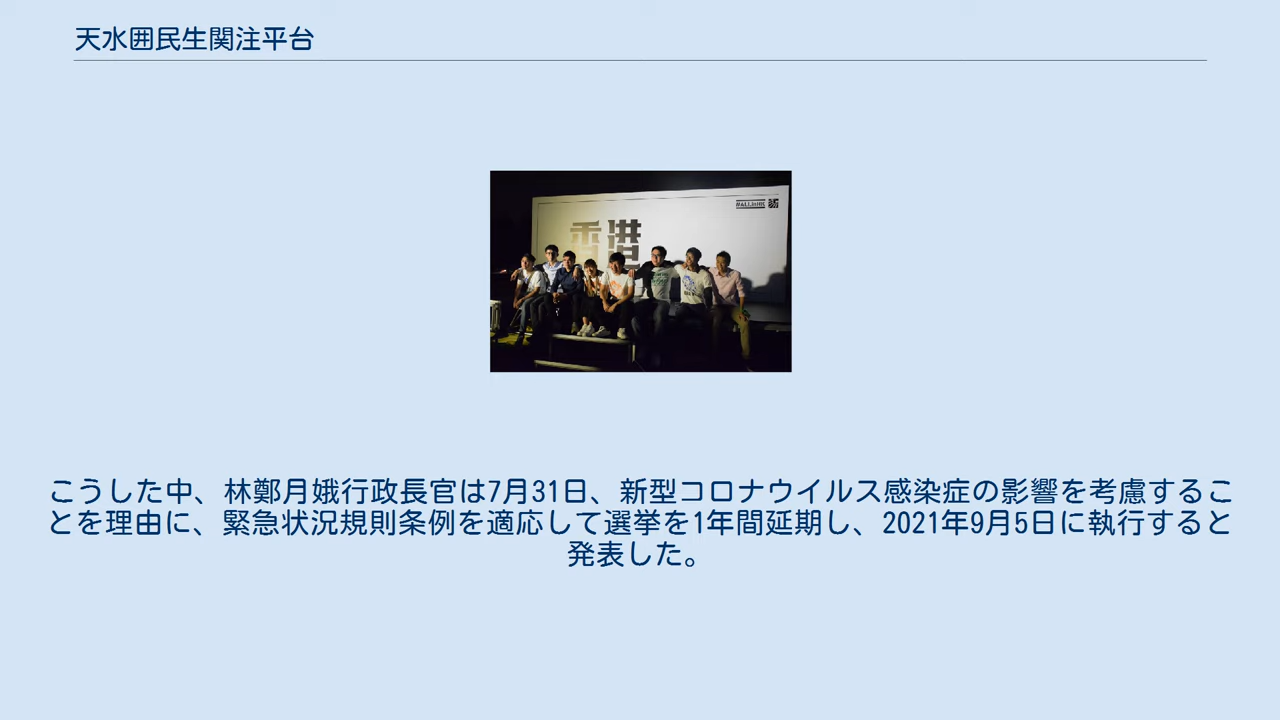 天水囲民生関注平台
香港
こうした中、林鄭月娥行政長官は7月31日、新型コロナウイルス感染症の影響を考慮するこ
とを理由に、緊急状況規則条例を適応して選挙を1年間延期し、2021年9月5日に執行すると
発表した。